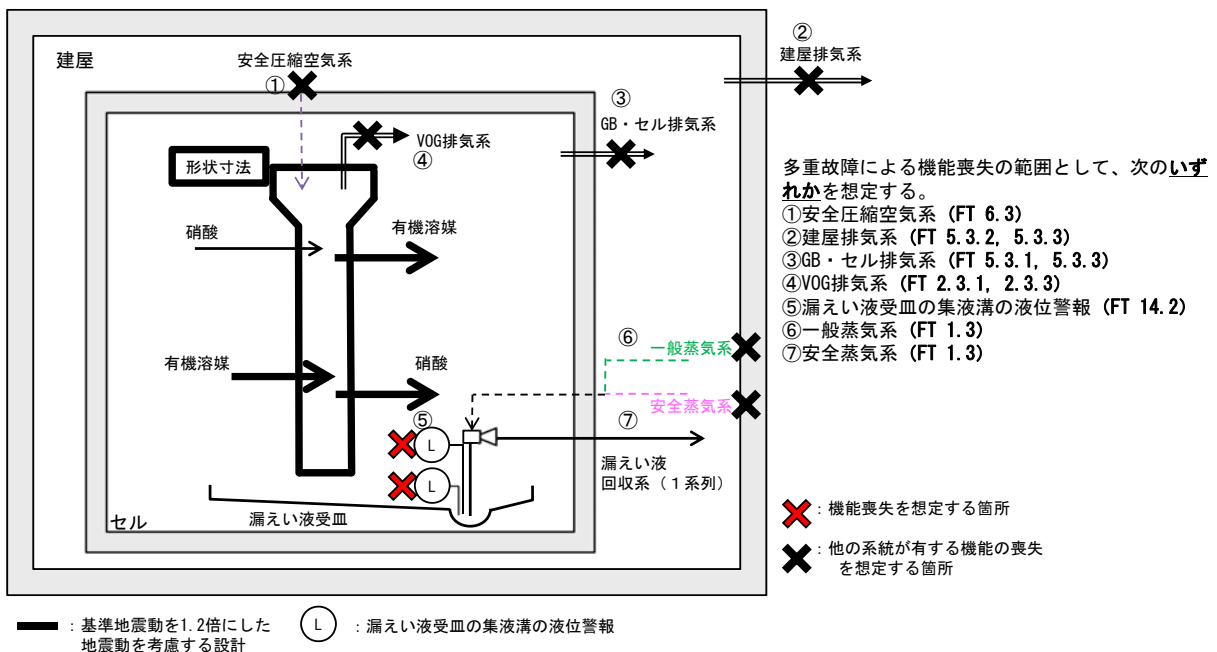 建屋
安全圧縮空気系
①
②
建屋排気系
③
GB・セル排気系
VOG排気系
④
形状寸法
硝酸
有機溶媒
有機溶媒
硝酸
⑤
L
L
⑥
一般蒸気系
安全蒸気系
⑦
漏えい液
回収系（１系列）
セル
漏えい液受皿
多重故障による機能喪失の範囲として、次のいず
れかを想定する。
①安全圧縮空気系 (FT 6.3)
②建屋排気系 (FT 5.3.2, 5.3.3)
③GB・セル排気系 (FT 5.3.1, 5.3.3)
④VOG排気系 (FT 2.3.1, 2.3.3)
⑤漏えい液受皿の集液溝の液位警報 (FT 14.2)
⑥一般蒸気系 (FT 1.3)
⑦安全蒸気系 (FT 1.3)
：機能喪失を想定する箇所
：他の系統が有する機能の喪失
を想定する箇所
：基準地震動を1.2倍にした
地震動を考慮する設計
L
：漏えい液受皿の集液溝の液位警報